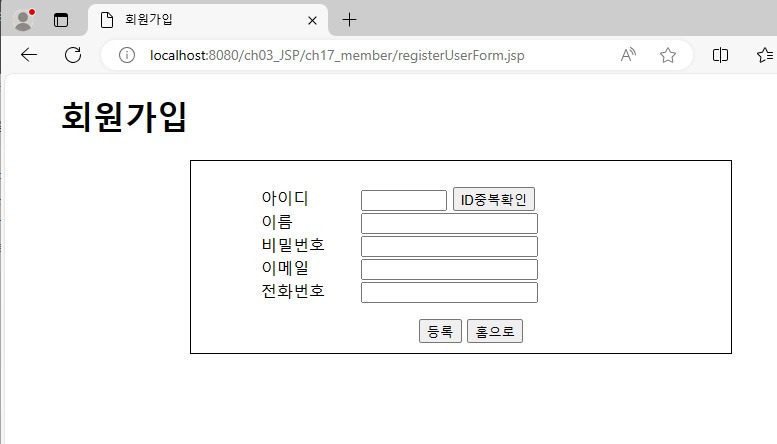 회원가입
localhost:8080/ch03_JSP/ch17_member/registerUserForm.jsp
회원가입
아이디 ID중복확인
이름
비밀번호
이메일
전화번호
등록 홈으로